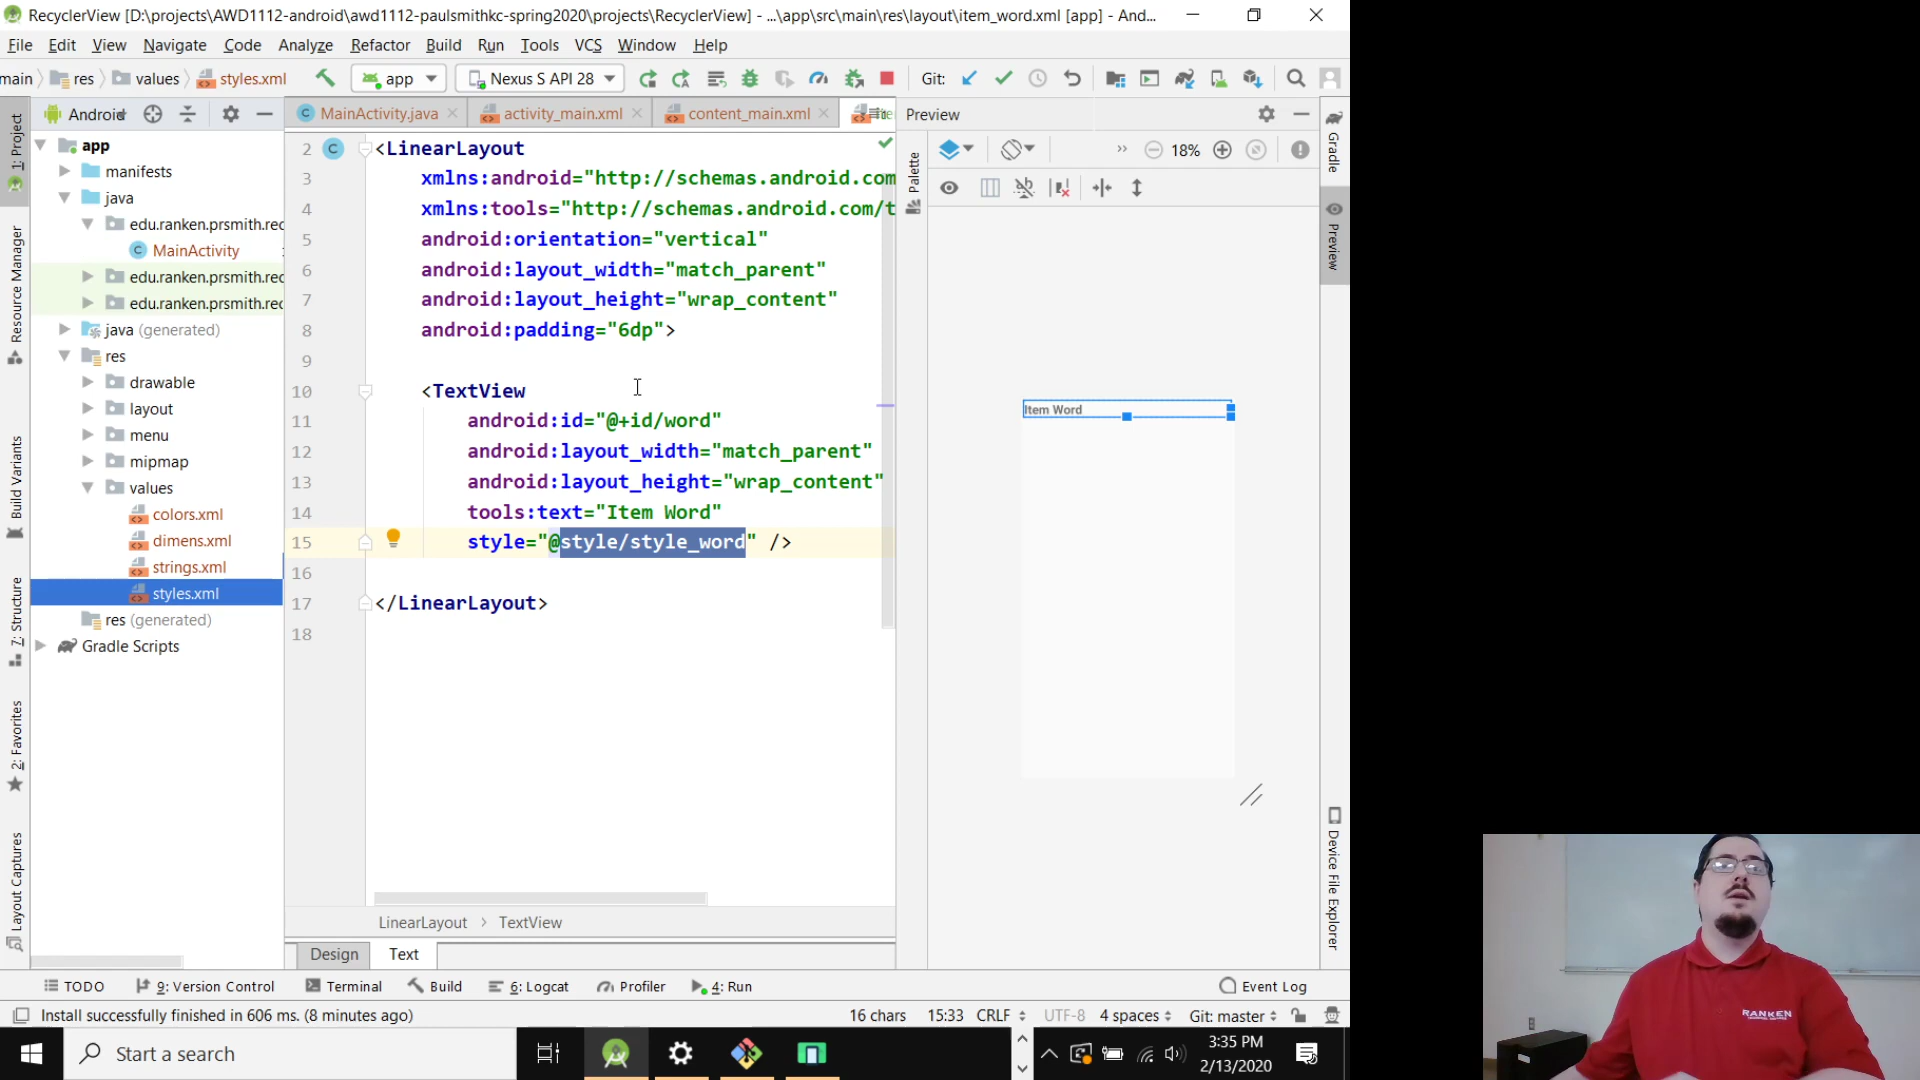 RecyclerView [D:\projects\AWD1112-android\awd1112-paulsmithkc-spring2020\projects\RecyclerView] - ...\app\src\main\res\layout\item_word.xml [app] - And...
File Edit View Navigate Code Analyze Refactor Build Run Tools VCS Window Help
main res values styles.xml app Nexus S API 28 Git:
Android MainActivity.java activity_main.xml content_main.xml Preview
1: Project
Resource Manager
Build Variants
7: Structure
2: Favorites
Layout Captures
app
manifests
java
edu.ranken.prsmith.rec
MainActivity
edu.ranken.prsmith.rec
edu.ranken.prsmith.rec
java (generated)
res
drawable
layout
menu
mipmap
values
colors.xml
dimens.xml
strings.xml
styles.xml
res (generated)
Gradle Scripts
2 <LinearLayout
3 xmlns:android="http://schemas.android.com
4 xmlns:tools="http://schemas.android.com/t
5 android:orientation="vertical"
6 android:layout_width="match_parent"
7 android:layout_height="wrap_content"
8 android:padding="6dp">
9
10 <TextView
11 android:id="@+id/word"
12 android:layout_width="match_parent"
13 android:layout_height="wrap_content"
14 tools:text="Item Word"
15 style="@style/style_word" />
16
17 </LinearLayout>
18
LinearLayout > TextView
Design Text
Palette
18%
Item Word
Gradle
Preview
Device File Explorer
TODO 9: Version Control Terminal Build 6: Logcat Profiler 4: Run Event Log
Install successfully finished in 606 ms. (8 minutes ago) 16 chars 15:33 CRLF UTF-8 4 spaces Git: master
Start a search
3:35 PM
2/13/2020
RANKEN